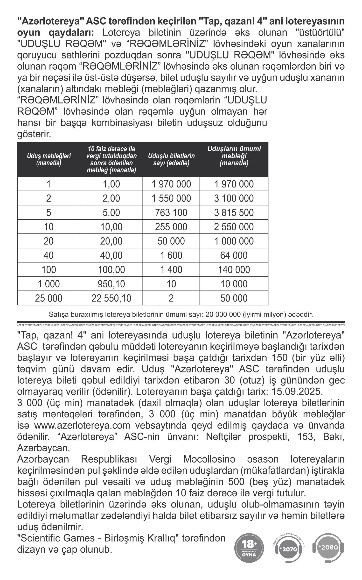 "Azərlotereya" ASC tərəfindən keçirilən "Tap, qazan! 4" ani lotereyasının
oyun qaydaları: Lotereya biletinin üzərində əks olunan "üstüörtülü"
"UDUŞLU RƏQƏM" və "RƏQƏMLƏRİNİZ" lövhəsindəki oyun xanalarının
qoruyucu səthlərini pozduqdan sonra "UDUŞLU RƏQƏM" lövhəsində əks
olunan rəqəm "RƏQƏMLƏRİNİZ" lövhəsində əks olunan rəqəmlərdən biri və
ya bir neçəsi ilə üst-üstə düşərsə, bilet uduşlu sayılır və uyğun uduşlu xananın
(xanaların) altındakı məbləği (məbləğləri) qazanmış olur.
"RƏQƏMLƏRİNİZ" lövhəsində olan rəqəmlərin "UDUŞLU
RƏQƏM" lövhəsində olan rəqəmlə uyğun olmayan hər
hansı bir başqa kombinasiyası biletin uduşsuz olduğunu
göstərir.
Uduş məbləğləri (manatla) 10 faiz dərəcə ilə vergi tutulduqdan sonra ödənilən məbləğ (manatla) Uduşlu biletlərin sayı (ədədlə) Uduşların ümumi məbləği (manatla)
1 1,00 1 970 000 1 970 000
2 2,00 1 550 000 3 100 000
5 5.00 763 100 3 815 500
10 10,00 255 000 2 550 000
20 20,00 50 000 1 000 000
40 40,00 1 600 64 000
100 100.00 1 400 140 000
1 000 950,10 10 10 000
25 000 22 550,10 2 50 000
Satışa buraxılmış lotereya biletlərinin ümumi sayı: 20 000 000 (iyirmi milyon) ədəddir.
"Tap, qazan! 4" ani lotereyasında uduşlu lotereya biletinin "Azərlotereya"
ASC tərəfindən qəbulu müddəti lotereyanın keçirilməyə başlandığı tarixdən
başlayır və lotereyanın keçirilməsi başa çatdığı tarixdən 150 (bir yüz əlli)
təqvim günü davam edir. Uduş "Azərlotereya" ASC tərəfindən uduşlu
lotereya bileti qəbul edildiyi tarixdən etibarən 30 (otuz) iş günündən gec
olmayaraq verilir (ödənilir). Lotereyanın başa çatdığı tarix: 15.09.2025.
3 000 (üç min) manatadək (daxil olmaqla) olan uduşlar lotereya biletlərinin
satış məntəqələri tərəfindən, 3 000 (üç min) manatdan böyük məbləğlər
isə www.azerlotereya.com vebsaytında qeyd edilmiş qaydada və ünvanda
ödənilir. "Azərlotereya" ASC-nin ünvanı: Neftçilər prospekti, 153, Bakı,
Azərbaycan.
Azərbaycan Respublikası Vergi Məcəlləsinə əsasən lotereyaların
keçirilməsindən pul şəklində əldə edilən uduşlardan (mükafatlardan) iştirakla
bağlı ödənilən pul vəsaiti və uduş məbləğinin 500 (beş yüz) manatadək
hissəsi çıxılmaqla qalan məbləğdən 10 faiz dərəcə ilə vergi tutulur.
Lotereya biletlərinin üzərində əks olunan, uduşlu olub-olmamasının təyin
edildiyi məlumatlar zədələndiyi halda bilet etibarsız sayılır və həmin biletlərə
uduş ödənilmir.
"Scientific Games - Birləşmiş Krallıq" tərəfindən
dizayn və çap olunub.
18+
*2070
*2080